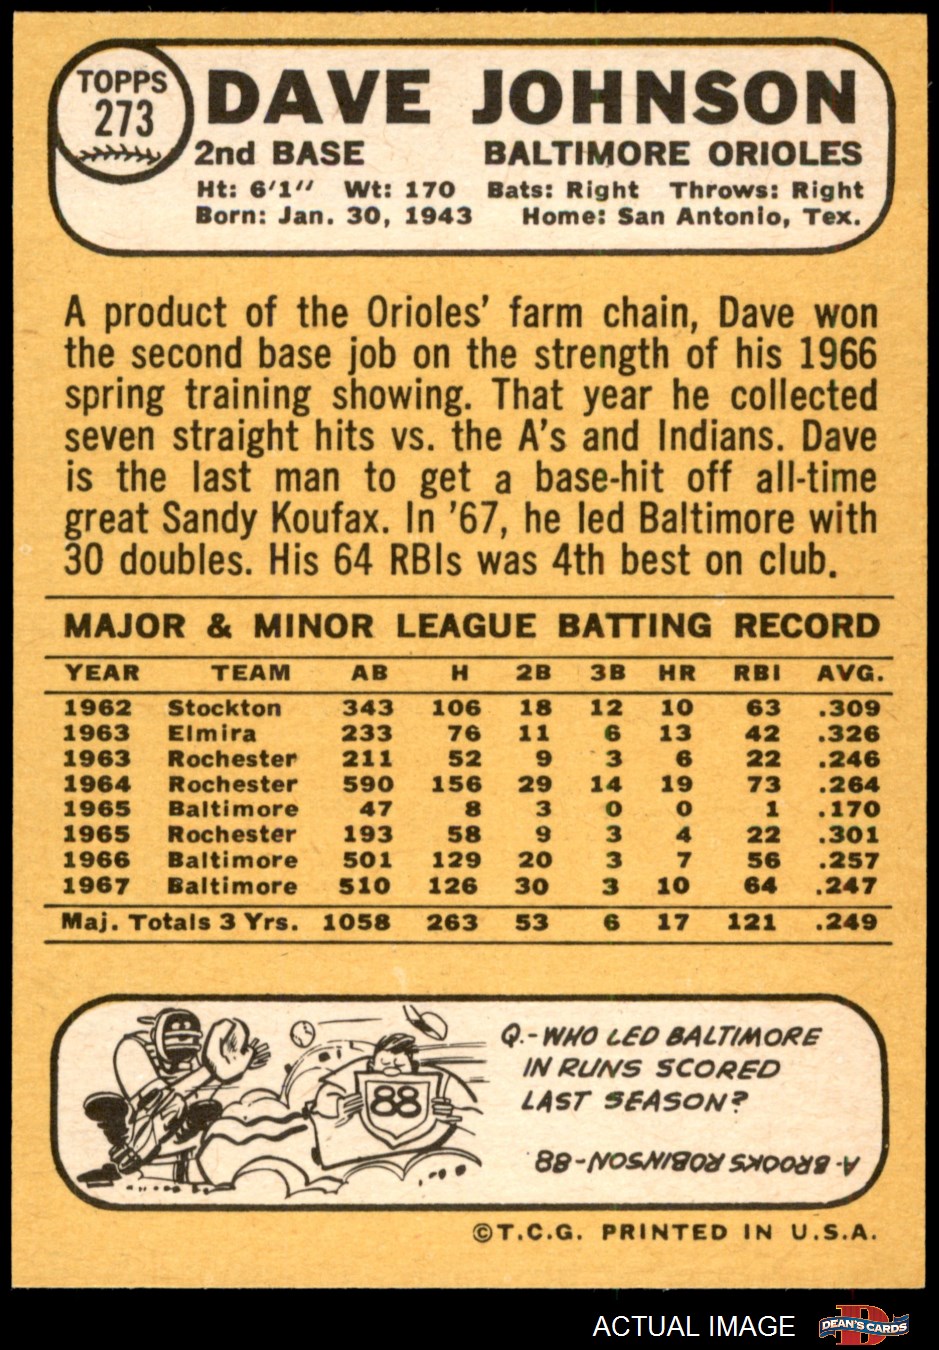 TOPPS
273
DAVE JOHNSON
2nd BASE BALTIMORE ORIOLES
Ht: 6'1" Wt: 170 Bats: Right Throws: Right
Born: Jan. 30, 1943 Home: San Antonio, Tex.
A product of the Orioles' farm chain, Dave won
the second base job on the strength of his 1966
spring training showing. That year he collected
seven straight hits vs. the A's and Indians. Dave
is the last man to get a base-hit off all-time
great Sandy Koufax. In '67, he led Baltimore with
30 doubles. His 64 RBIs was 4th best on club.
MAJOR & MINOR LEAGUE BATTING RECORD
YEAR TEAM AB H 2B 3B HR RBI AVG.
1962 Stockton 343 106 18 12 10 63 .309
1963 Elmira 233 76 11 6 13 42 .326
1963 Rochester 211 52 9 3 6 22 .246
1964 Rochester 590 156 29 14 19 73 .264
1965 Baltimore 47 8 3 0 0 1 .170
1965 Rochester 193 58 9 3 4 22 .301
1966 Baltimore 501 129 20 3 7 56 .257
1967 Baltimore 510 126 30 3 10 64 .247
Maj. Totals 3 Yrs. 1058 263 53 6 17 121 .249
88
Q.-WHO LED BALTIMORE
IN RUNS SCORED
LAST SEASON?
A-BROOKS ROBINSON-88
©T.C.G. PRINTED IN U.S.A.
ACTUAL IMAGE
D
DEAN'S CARDS